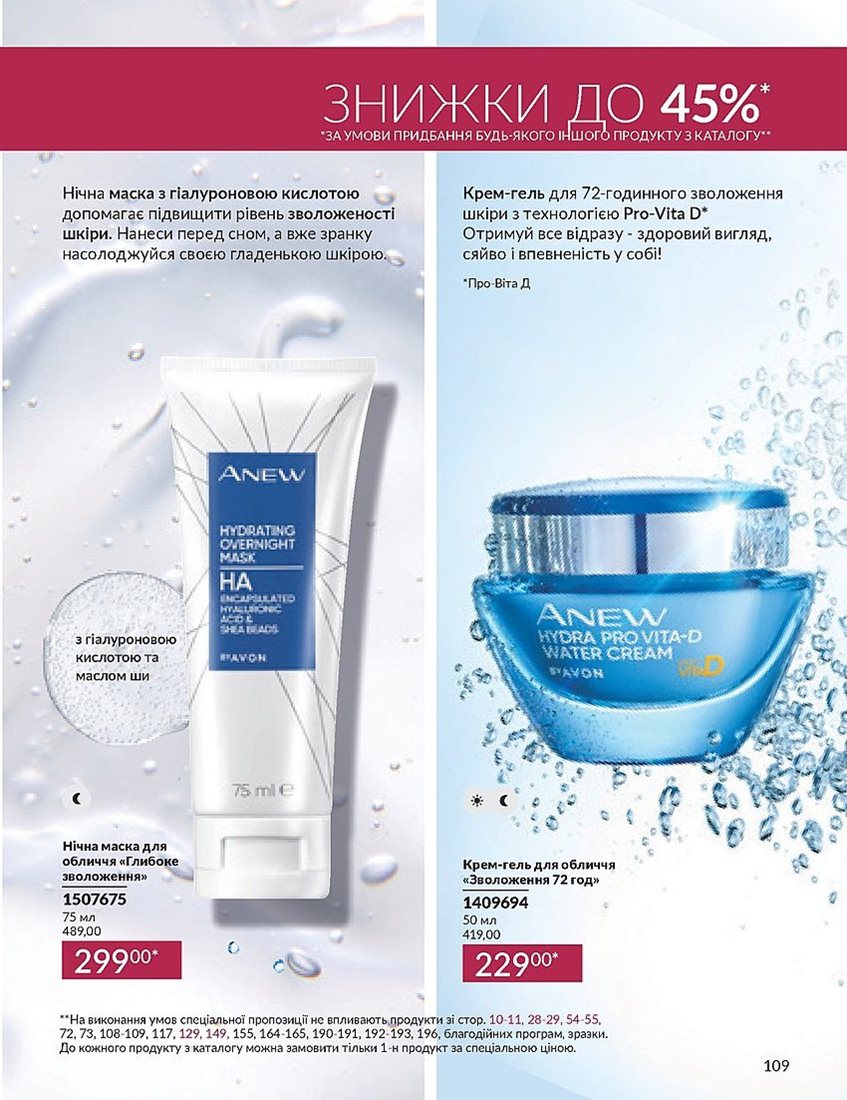 ЗНИЖКИ ДО 45%*
*ЗА УМОВИ ПРИДБАННЯ БУДЬ-ЯКОГО ІНШОГО ПРОДУКТУ З КАТАЛОГУ**
Нічна маска з гіалуроновою кислотою
допомагає підвищити рівень зволоженості
шкіри. Нанеси перед сном, а вже зранку
насолоджуйся своєю гладенькою шкірою.
ANEW
HYDRATING
OVERNIGHT
MASK
HA
ENCAPSULATED
HYALURONIC
ACID &
SHEA BEADS
BY AVON
75 ml e
з гіалуроновою
кислотою та
маслом ши
Нічна маска для
обличчя «Глибоке
зволоження»
1507675
75 мл
489,00
29900*
Крем-гель для 72-годинного зволоження
шкіри з технологією Pro-Vita D*
Отримуй все відразу - здоровий вигляд,
сяйво і впевненість у собі!
*Про-Віта Д
ANEW
HYDRA PRO VITA-D
WATER CREAM
BY AVON
PRO VITA D
Крем-гель для обличчя
«Зволоження 72 год»
1409694
50 мл
419,00
22900*
**На виконання умов спеціальної пропозиції не впливають продукти зі стор. 10-11, 28-29, 54-55,
72, 73, 108-109, 117, 129, 149, 155, 164-165, 190-191, 192-193, 196, благодійних програм, зразки.
До кожного продукту з каталогу можна замовити тільки 1-н продукт за спеціальною ціною.
109